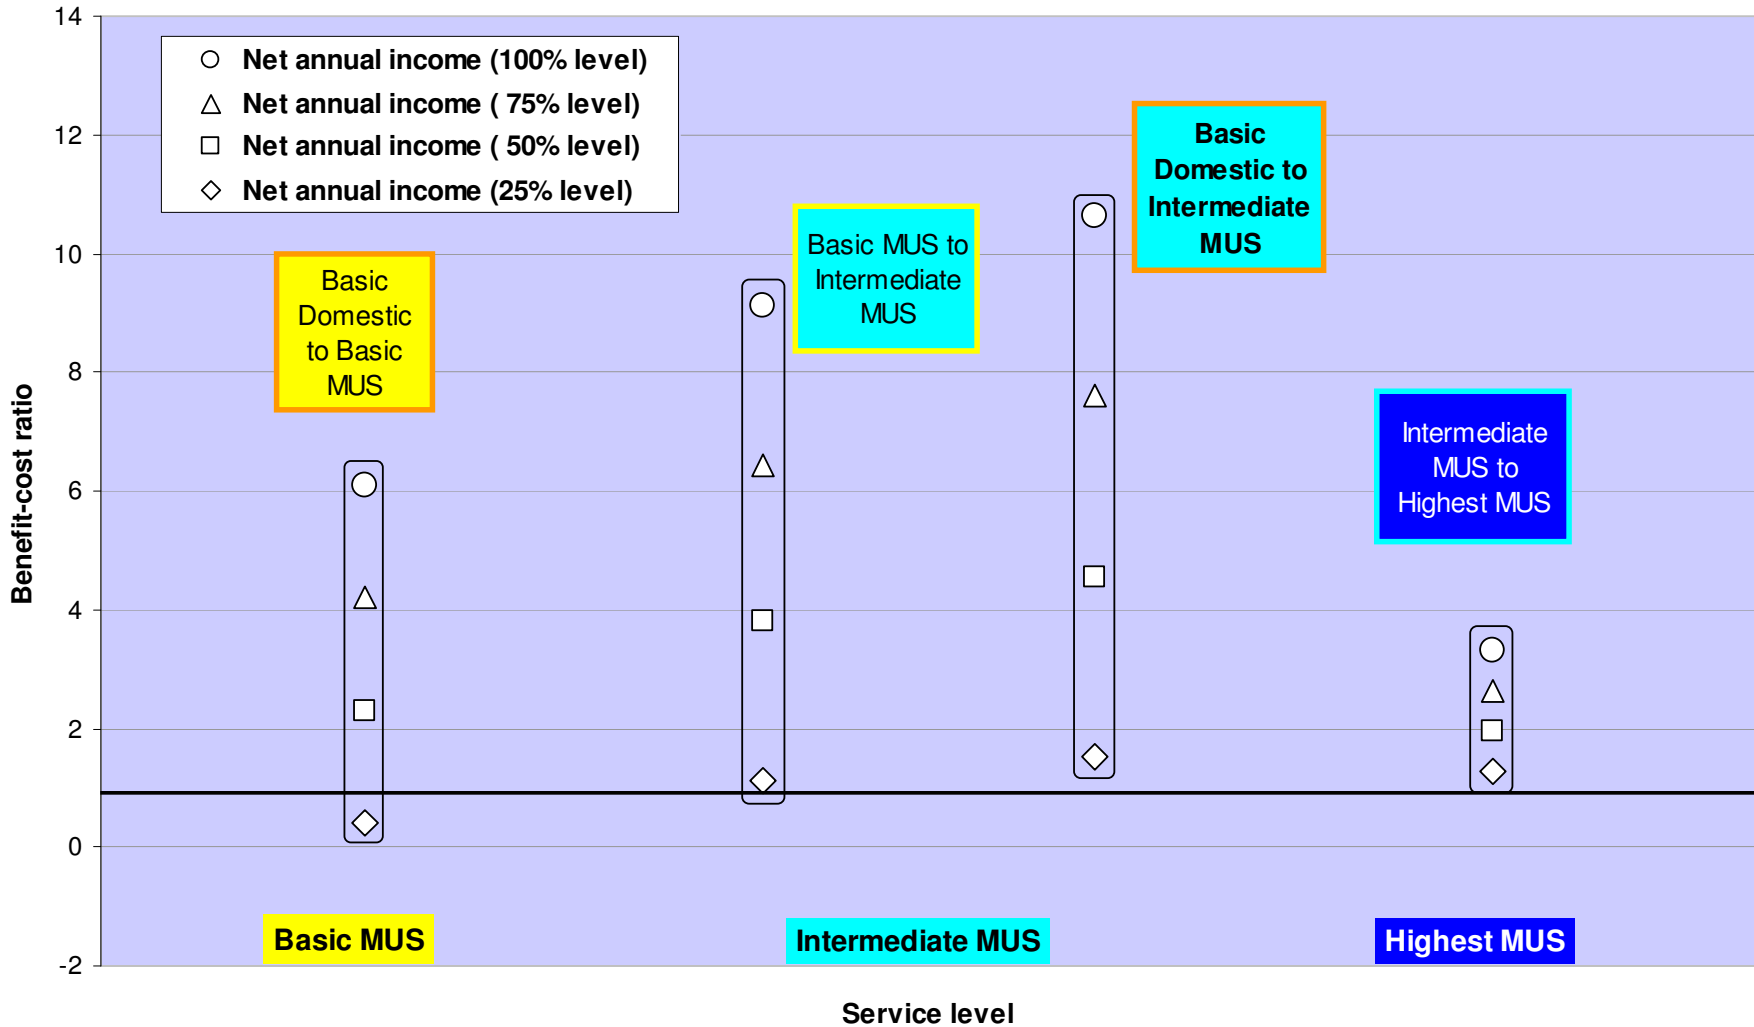 14
12
10
8
6
4
2
0
-2
Benefit-cost ratio
Net annual income (100% level)
Net annual income ( 75% level)
Net annual income ( 50% level)
Net annual income (25% level)
Basic
Domestic
to Basic
MUS
Basic MUS to
Intermediate
MUS
Basic
Domestic to
Intermediate
MUS
Intermediate
MUS to
Highest MUS
Basic MUS
Intermediate MUS
Highest MUS
Service level